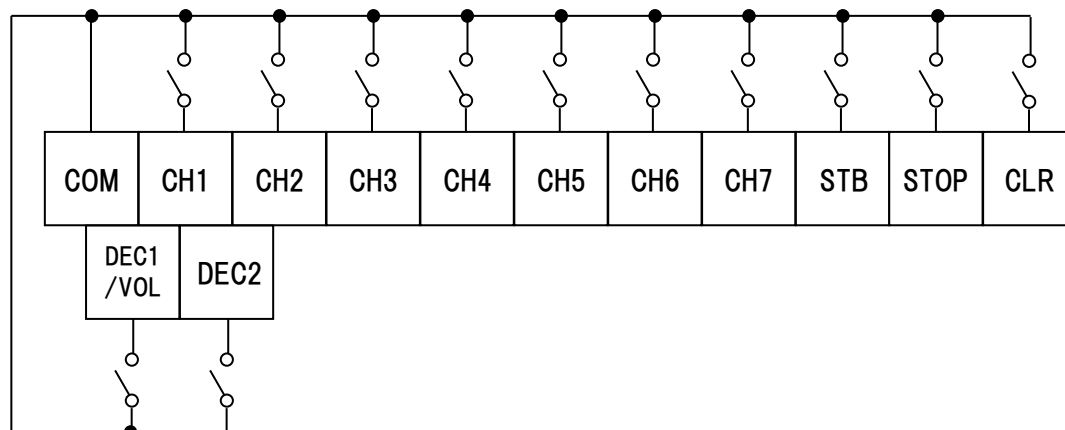 COM CH1 CH2 CH3 CH4 CH5 CH6 CH7 STB STOP CLR
DEC1
/VOL
DEC2